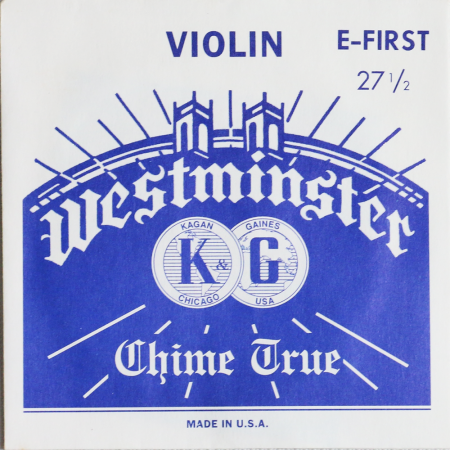 VIOLIN E-FIRST
27 1/2
Westminster
KAGAN GAINES
K & G
CHICAGO USA
Chime True
MADE IN U.S.A.